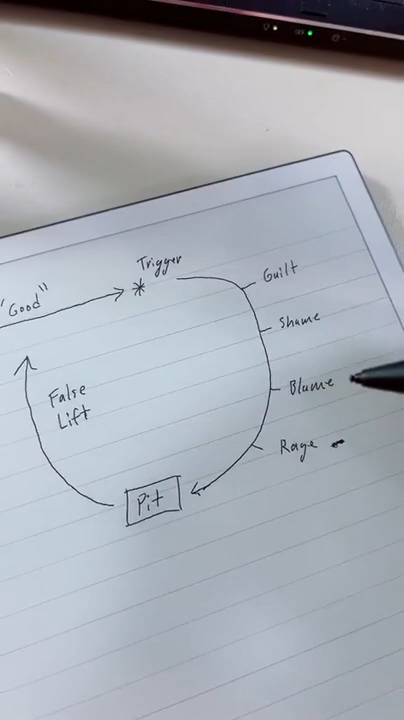 "Good"
Trigger
*
Guilt
Shame
Blame
Rage
False
Lift
Pit